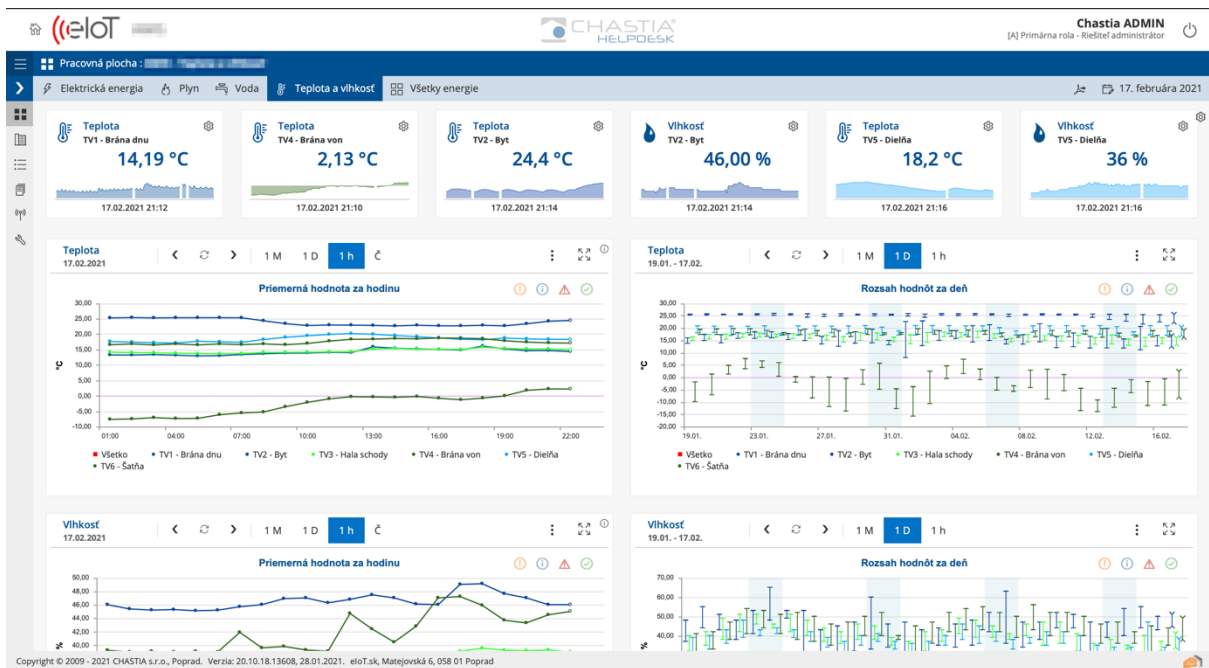 ((eIoT
CHASTIA®
HELPDESK
Chastia ADMIN
[A] Primárna rola - Riešiteľ administrátor
Pracovná plocha :
Elektrická energia Plyn Voda Teplota a vlhkosť Všetky energie 17. februára 2021
Teplota
TV1 - Brána dnu
14,19 °C
17.02.2021 21:12
Teplota
TV4 - Brána von
2,13 °C
17.02.2021 21:10
Teplota
TV2 - Byt
24,4 °C
17.02.2021 21:14
Vlhkosť
TV2 - Byt
46,00 %
17.02.2021 21:14
Teplota
TV5 - Dielňa
18,2 °C
17.02.2021 21:16
Vlhkosť
TV5 - Dielňa
36 %
17.02.2021 21:16
Teplota
17.02.2021
1 M 1 D 1 h Č
Priemerná hodnota za hodinu
30,00
25,00
20,00
15,00
10,00
5,00
0,00
-5,00
-10,00
°C
01:00 04:00 07:00 10:00 13:00 16:00 19:00 22:00
Všetko TV1 - Brána dnu TV2 - Byt TV3 - Hala schody TV4 - Brána von TV5 - Dielňa
TV6 - Šatňa
Teplota
19.01. - 17.02.
1 M 1 D 1 h
Rozsah hodnôt za deň
30,00
25,00
20,00
15,00
10,00
5,00
0,00
-5,00
-10,00
-15,00
-20,00
°C
19.01. 23.01. 27.01. 31.01. 04.02. 08.02. 12.02. 16.02.
Všetko TV1 - Brána dnu TV2 - Byt TV3 - Hala schody TV4 - Brána von TV5 - Dielňa
TV6 - Šatňa
Vlhkosť
17.02.2021
1 M 1 D 1 h Č
Priemerná hodnota za hodinu
50,00
48,00
46,00
44,00
42,00
40,00
%
Vlhkosť
19.01. - 17.02.
1 M 1 D 1 h
Rozsah hodnôt za deň
70,00
60,00
50,00
40,00
%
Copyright © 2009 - 2021 CHASTIA s.r.o., Poprad. Verzia: 20.10.18.13608, 28.01.2021. eIoT.sk, Matejovská 6, 058 01 Poprad